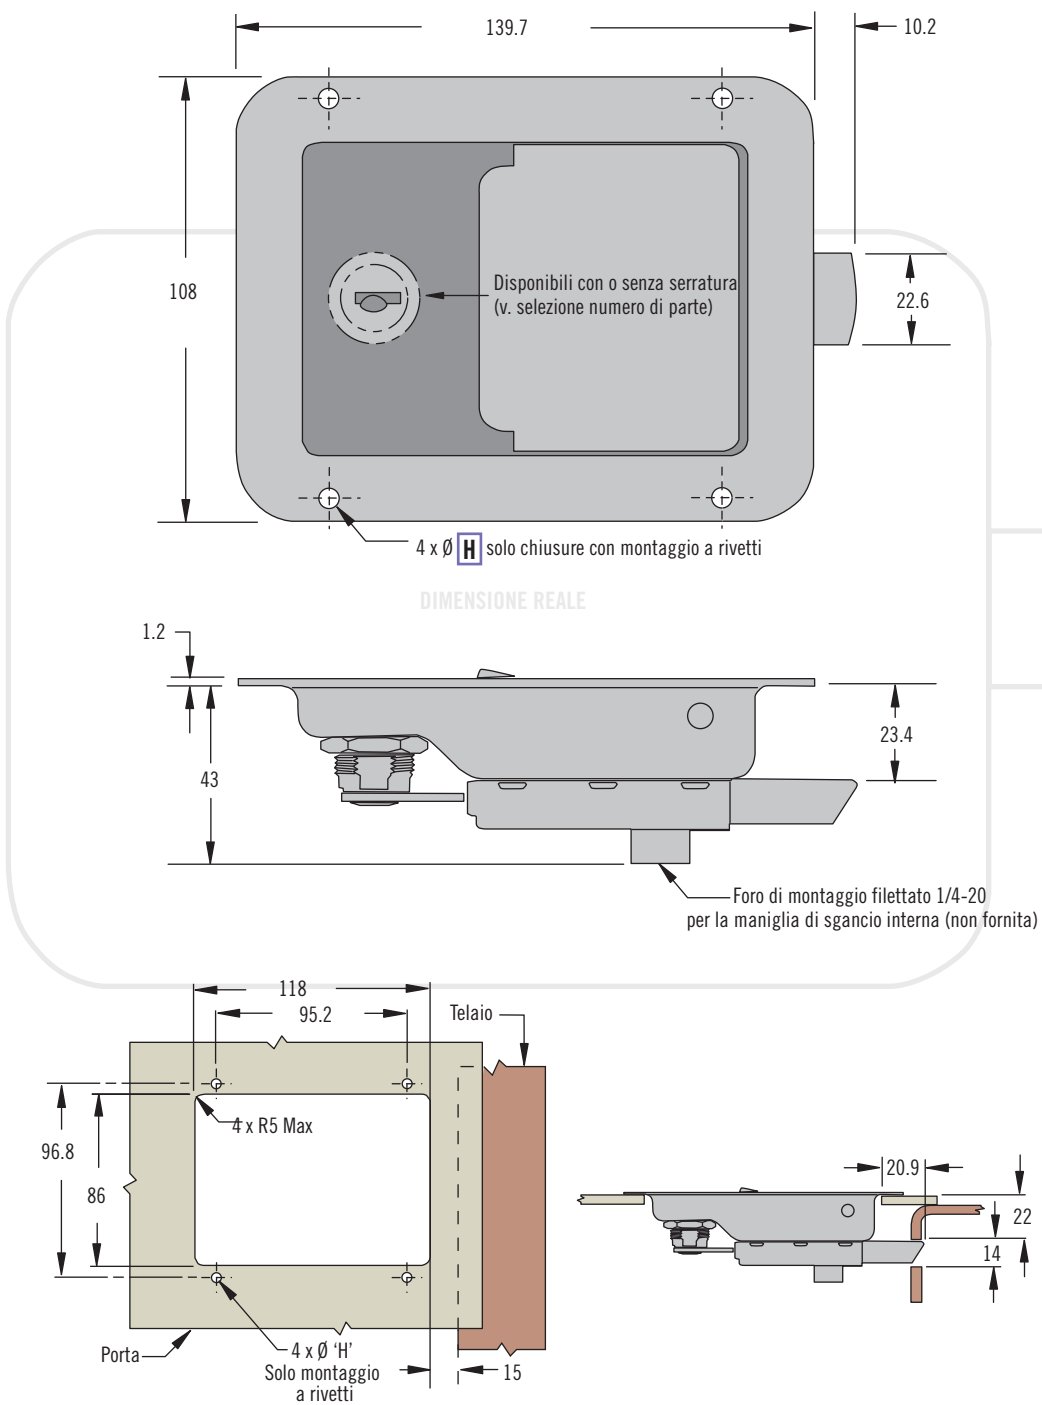 139.7
10.2
108
Disponibili con o senza serratura
(v. selezione numero di parte)
22.6
4 x Ø H solo chiusure con montaggio a rivetti
DIMENSIONE REALE
1.2
43
23.4
Foro di montaggio filettato 1/4-20
per la maniglia di sgancio interna (non fornita)
118
95.2
Telaio
4 x R5 Max
96.8
86
20.9
22
14
Porta
4 x Ø ‘H’
Solo montaggio
a rivetti
15